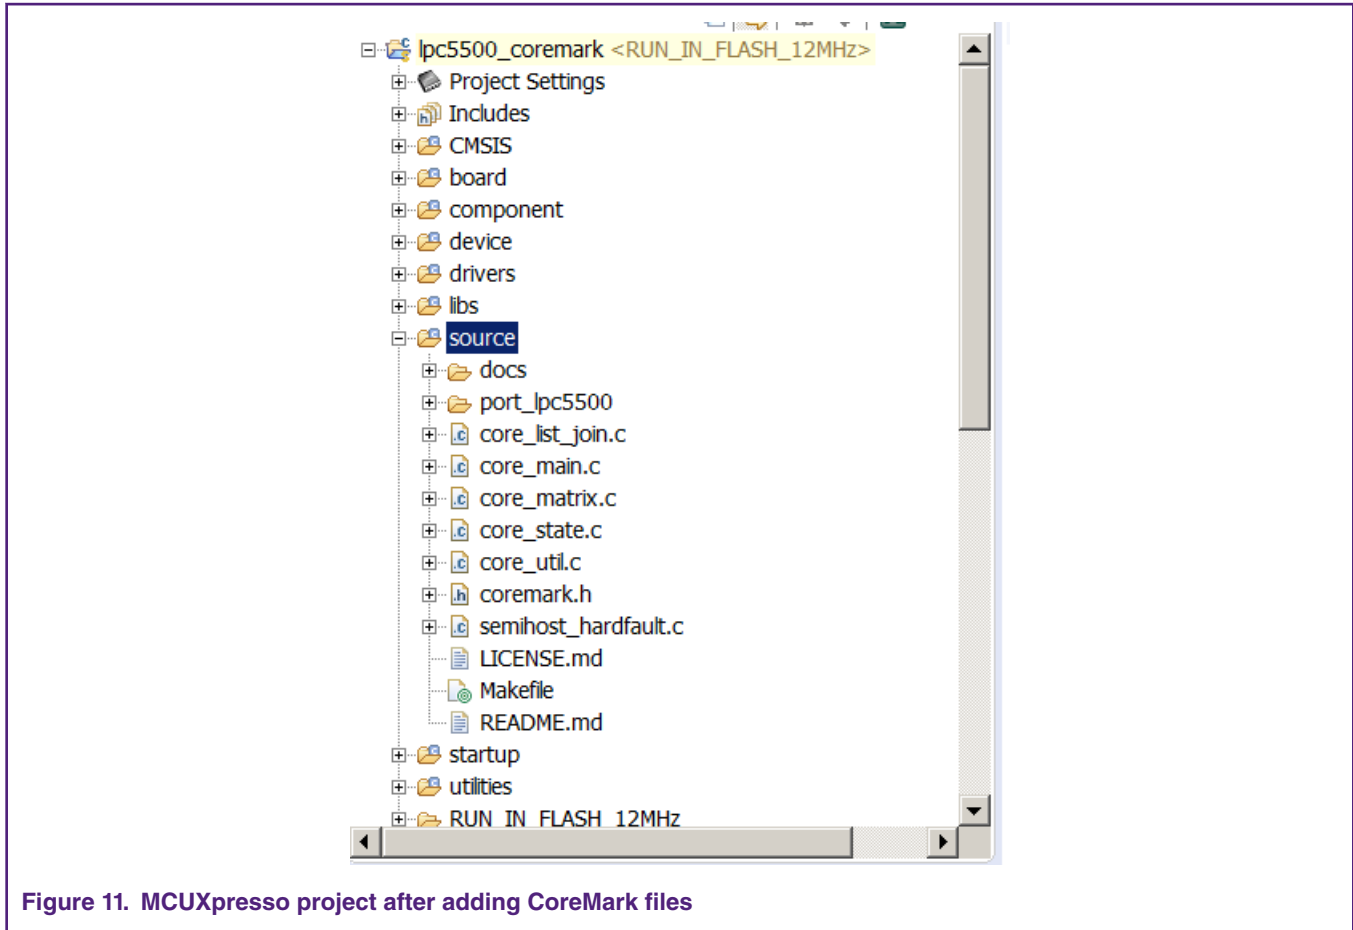 lpc5500_coremark <RUN_IN_FLASH_12MHz>
Project Settings
Includes
CMSIS
board
component
device
drivers
libs
source
docs
port_lpc5500
core_list_join.c
core_main.c
core_matrix.c
core_state.c
core_util.c
coremark.h
semihost_hardfault.c
LICENSE.md
Makefile
README.md
startup
utilities
RUN_IN_FLASH_12MHz
Figure 11. MCUXpresso project after adding CoreMark files